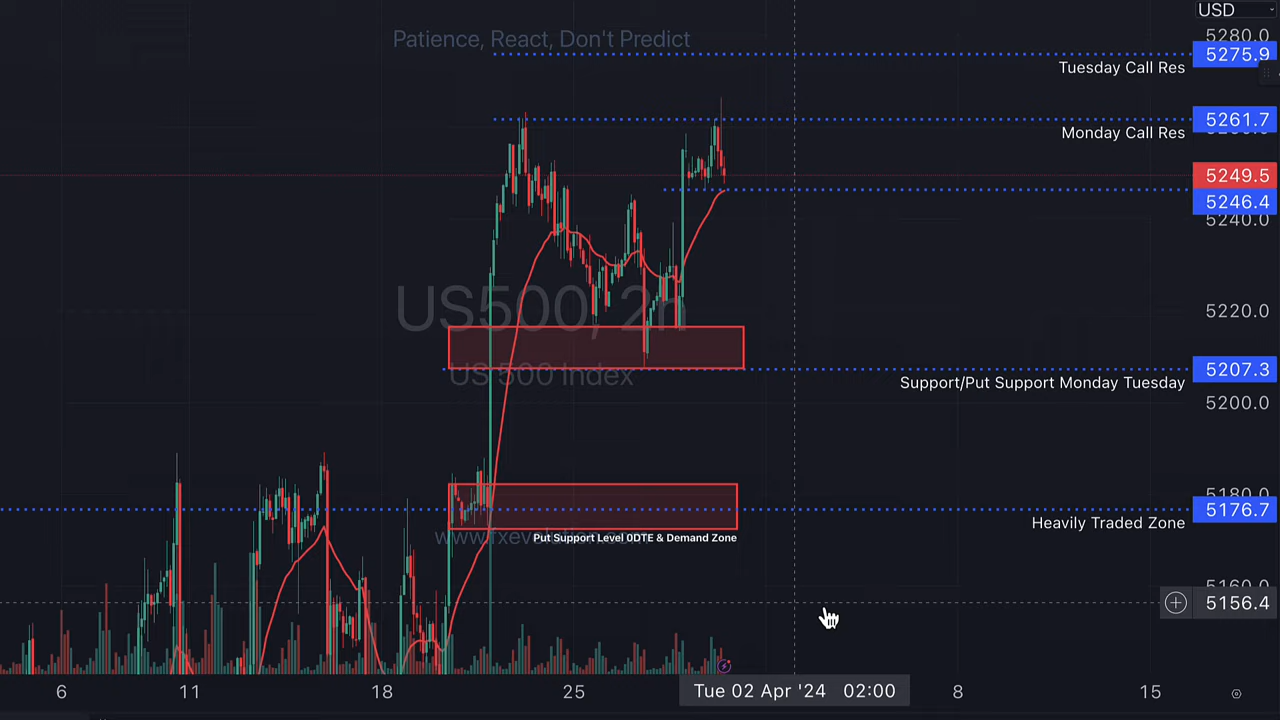 USD
Patience, React, Don't Predict
5280.0
5275.9
Tuesday Call Res
5261.7
Monday Call Res
5249.5
5246.4
5240.0
US500, 2h
5220.0
5207.3
US 500 Index
Support/Put Support Monday Tuesday
5200.0
5180.0
5176.7
Heavily Traded Zone
Put Support Level 0DTE & Demand Zone
5160.0
5156.4
6 11 18 25 Tue 02 Apr '24 02:00 8 15